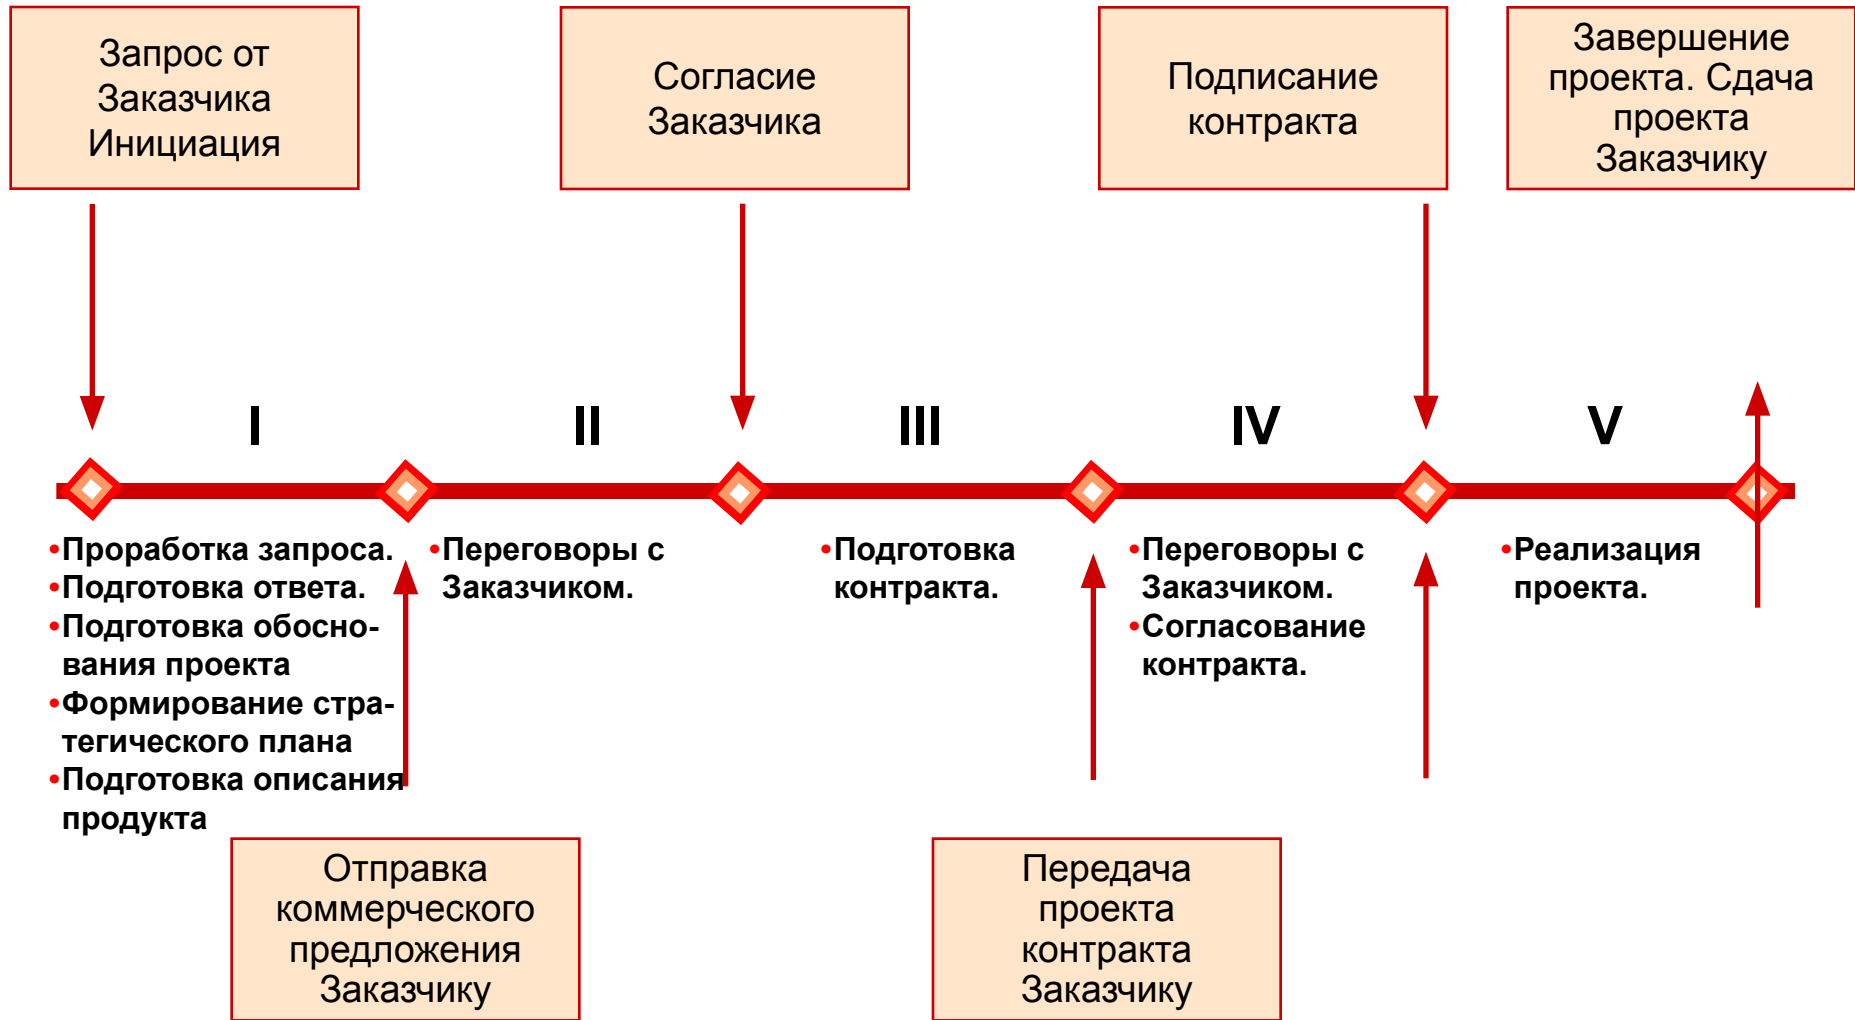 Запрос от
Заказчика
Инициация
Согласие
Заказчика
Подписание
контракта
Завершение
проекта. Сдача
проекта
Заказчику
I
II
III
IV
V
•Проработка запроса.
•Подготовка ответа.
•Подготовка обосно-
вания проекта
•Формирование стра-
тегического плана
•Подготовка описания
продукта
•Переговоры с
Заказчиком.
•Подготовка
контракта.
•Переговоры с
Заказчиком.
•Согласование
контракта.
•Реализация
проекта.
Отправка
коммерческого
предложения
Заказчику
Передача
проекта
контракта
Заказчику